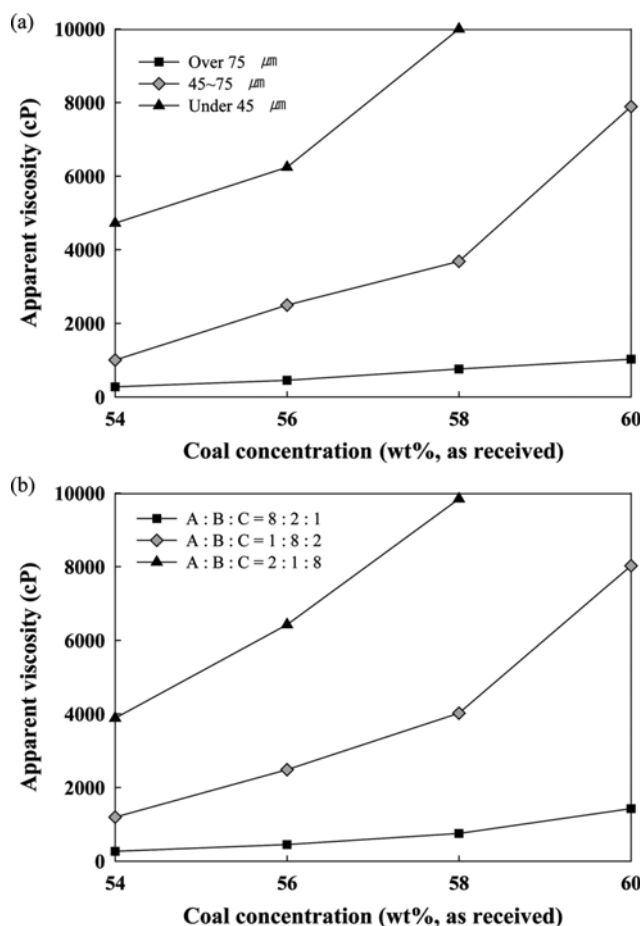 (a)
10000
8000
6000
4000
2000
0
Apparent viscosity (cP)
Over 75 ㎛
45~75 ㎛
Under 45 ㎛
54 56 58 60
Coal concentration (wt%, as received)
(b)
10000
8000
6000
4000
2000
0
Apparent viscosity (cP)
A : B : C = 8 : 2 : 1
A : B : C = 1 : 8 : 2
A : B : C = 2 : 1 : 8
54 56 58 60
Coal concentration (wt%, as received)